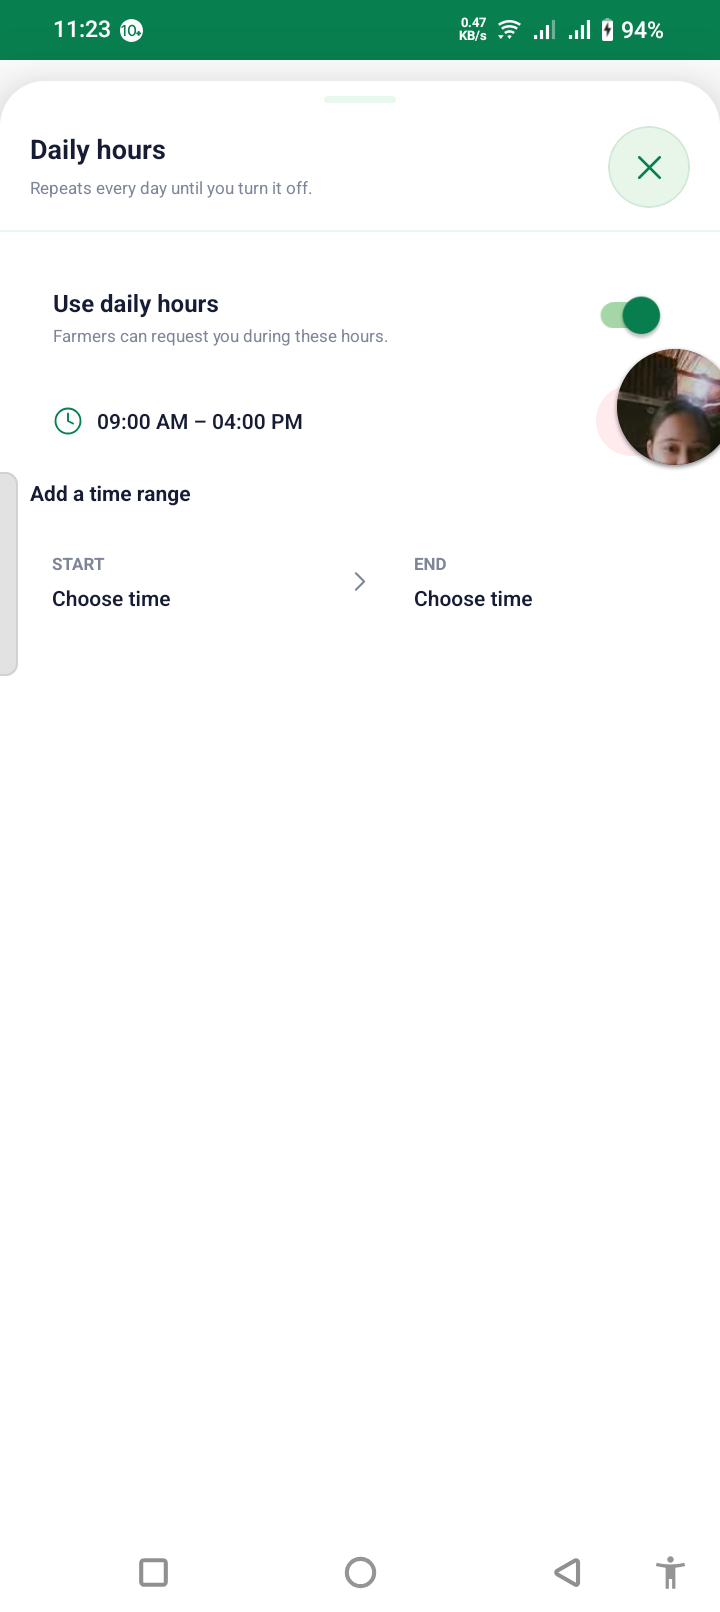 11:23
10+
0.47
KB/s
94%
Daily hours
Repeats every day until you turn it off.
Use daily hours
Farmers can request you during these hours.
09:00 AM – 04:00 PM
Add a time range
START
END
Choose time
Choose time